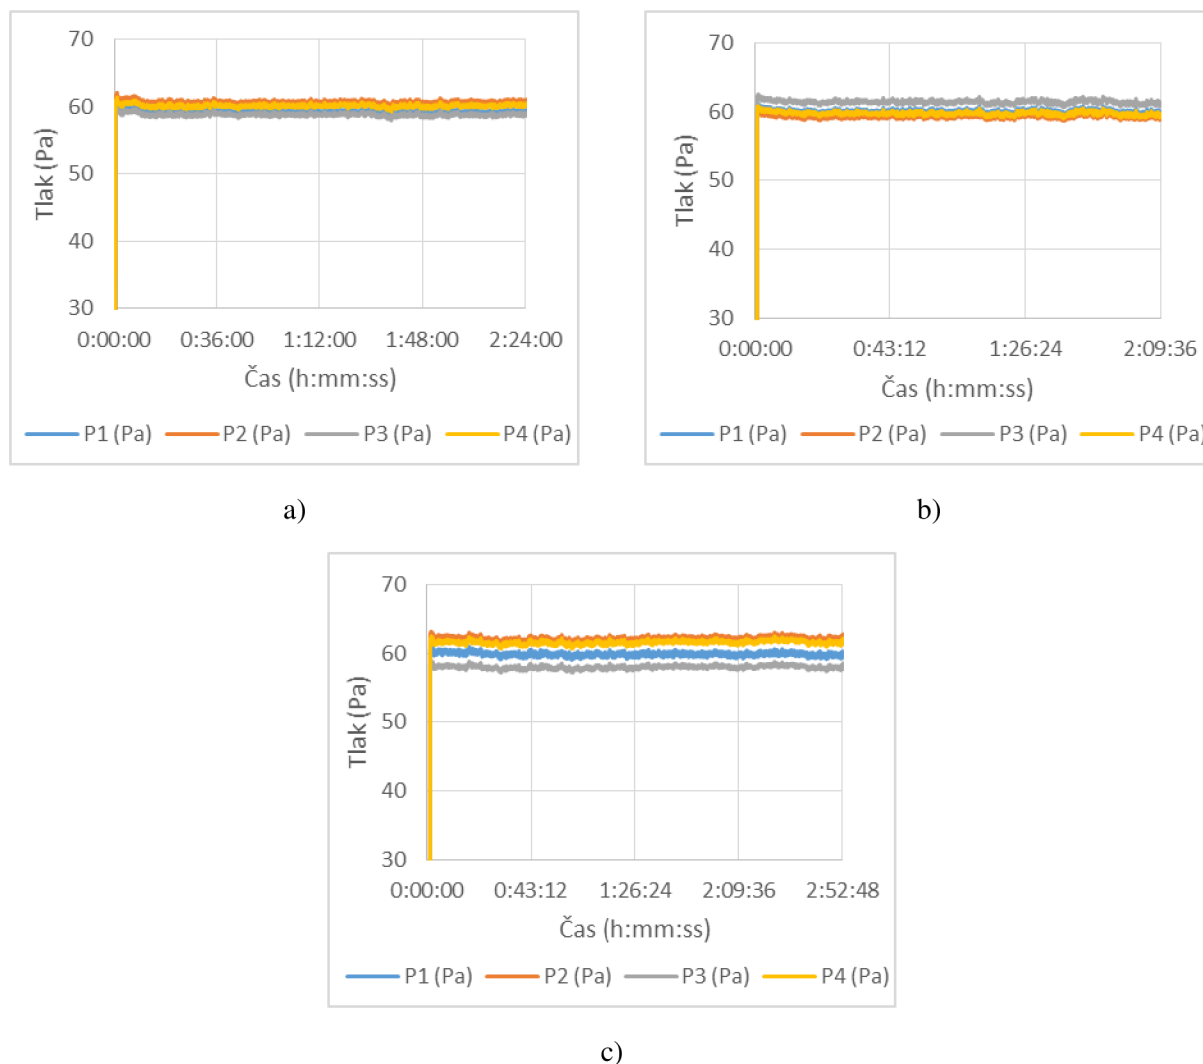 70
60
50
40
30
Tlak (Pa)
0:00:00 0:36:00 1:12:00 1:48:00 2:24:00
Čas (h:mm:ss)
P1 (Pa) P2 (Pa) P3 (Pa) P4 (Pa)
a)
70
60
50
40
30
Tlak (Pa)
0:00:00 0:43:12 1:26:24 2:09:36
Čas (h:mm:ss)
P1 (Pa) P2 (Pa) P3 (Pa) P4 (Pa)
b)
70
60
50
40
30
Tlak (Pa)
0:00:00 0:43:12 1:26:24 2:09:36 2:52:48
Čas (h:mm:ss)
P1 (Pa) P2 (Pa) P3 (Pa) P4 (Pa)
c)